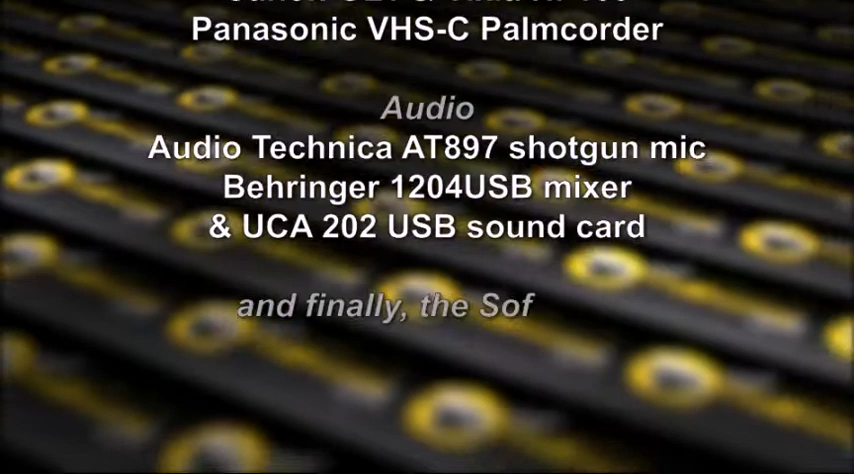 Panasonic VHS-C Palmcorder
Audio
Audio Technica AT897 shotgun mic
Behringer 1204USB mixer
& UCA 202 USB sound card
and finally, the Sof